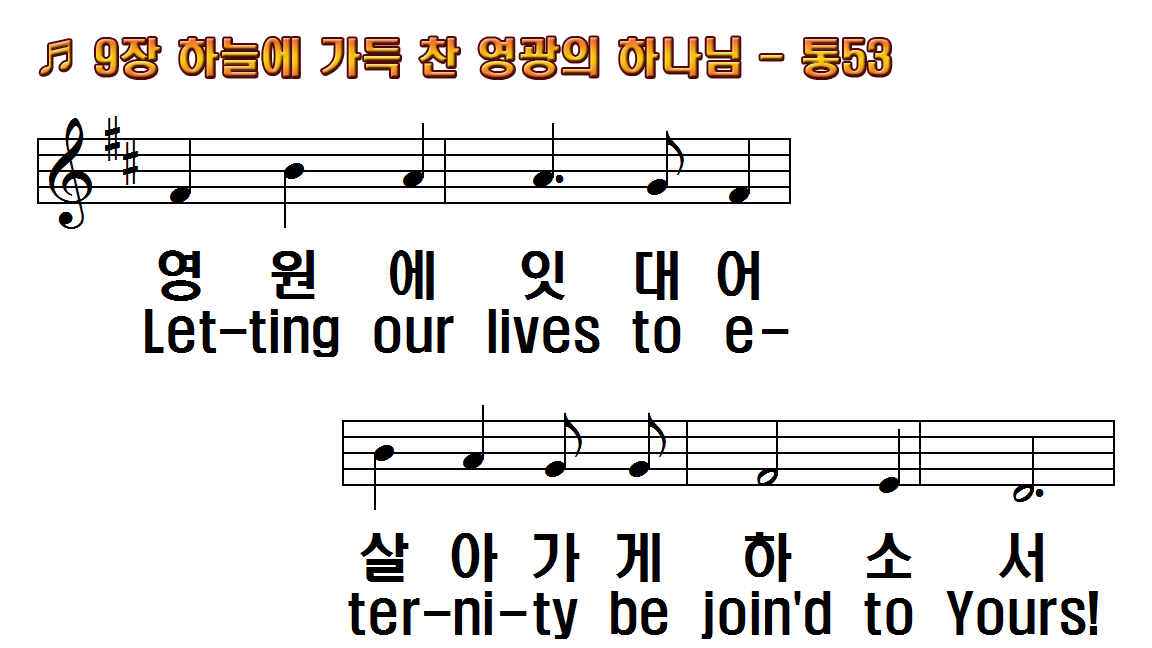 ♬ 9장 하늘에 가득 찬 영광의 하나님 - 통53
영 원 에 잇 대 어
Let-ting our lives to e-
살 아 가 게 하 소 서
ter-ni-ty be join'd to Yours!